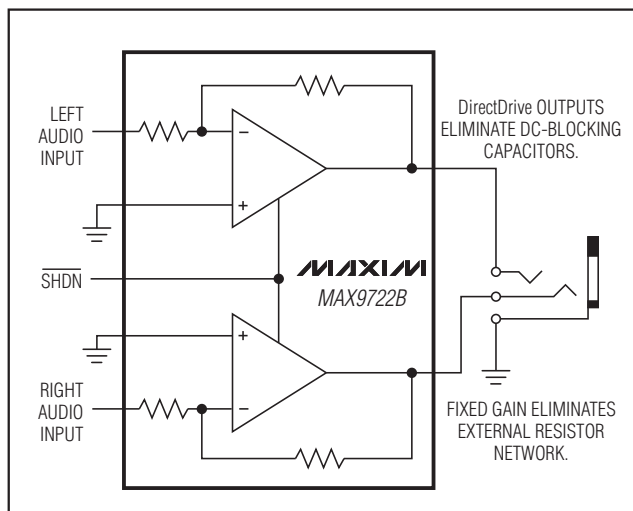 LEFT
AUDIO
INPUT
DirectDrive OUTPUTS
ELIMINATE DC-BLOCKING
CAPACITORS.
−
+
SHDN
MAXIM
MAX9722B
+
−
RIGHT
AUDIO
INPUT
FIXED GAIN ELIMINATES
EXTERNAL RESISTOR
NETWORK.